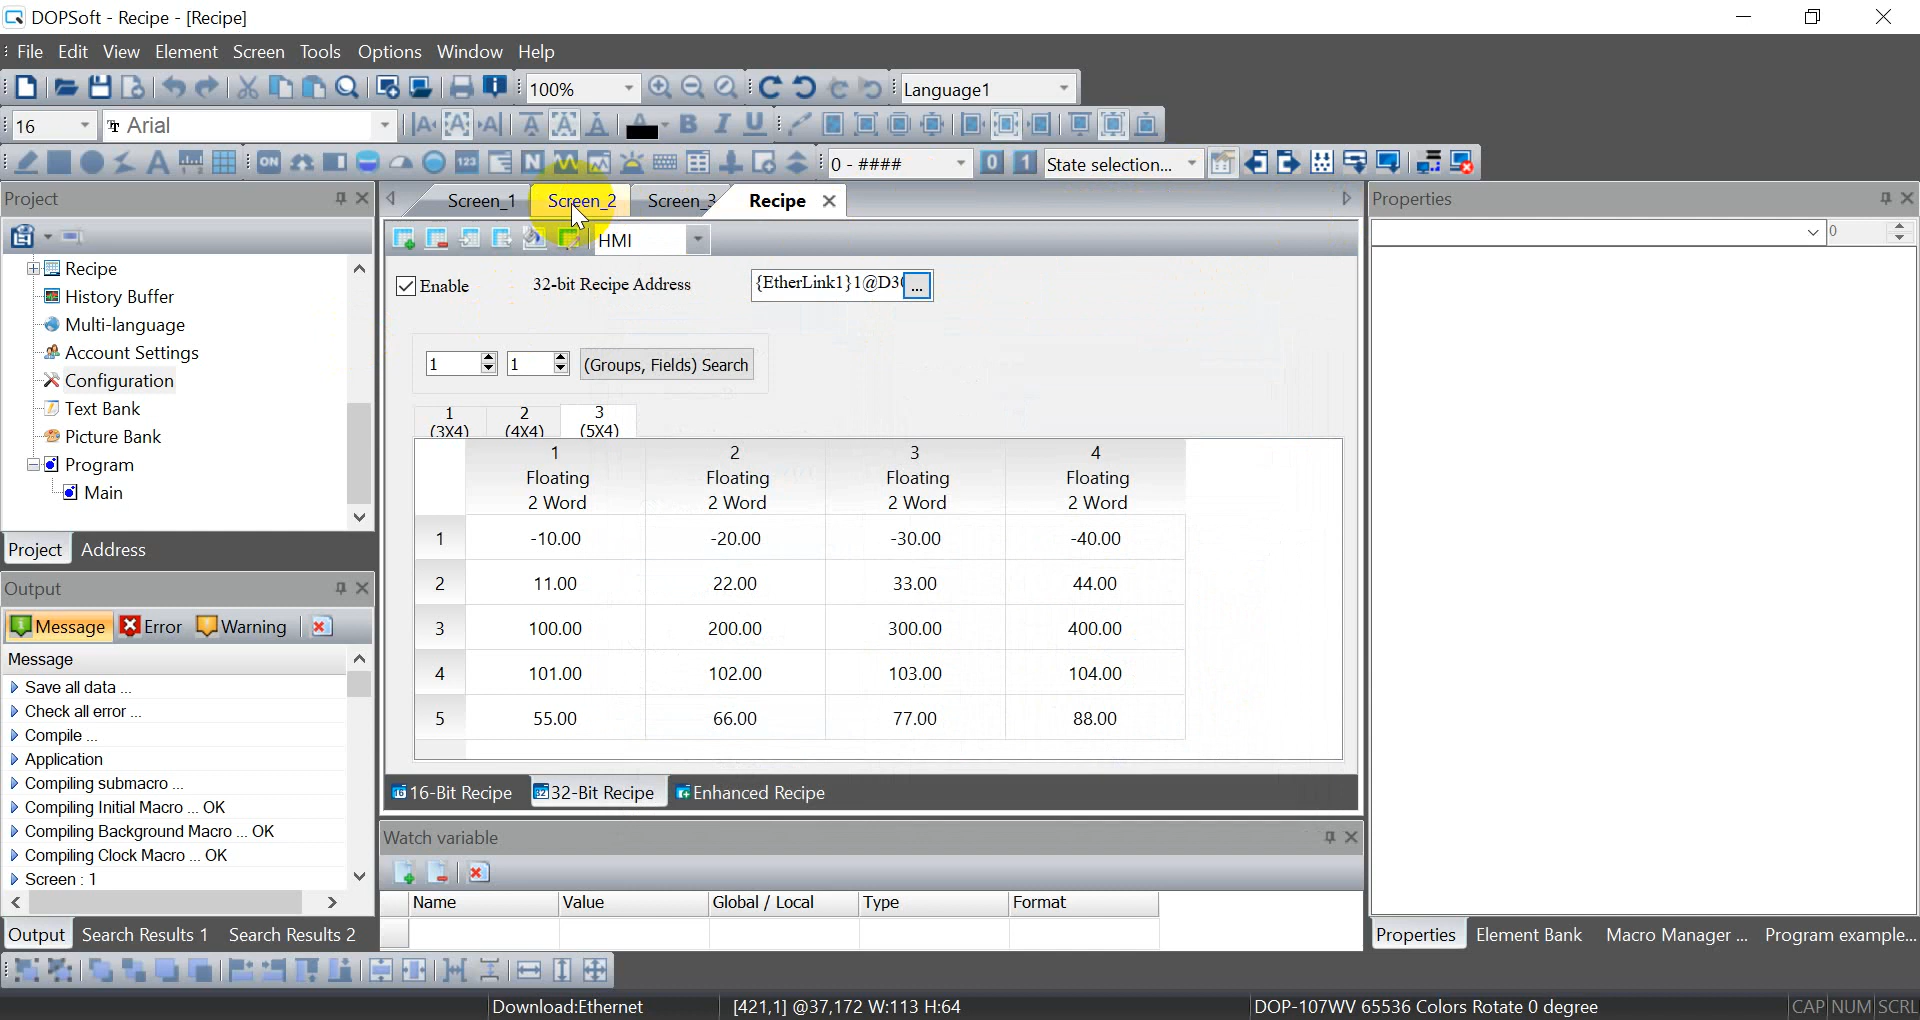 DOPSoft - Recipe - [Recipe]
File Edit View Element Screen Tools Options Window Help
100% Language1
16 Arial
0 - #### 0 1 State selection...
Project
Screen_1 Screen_2 Screen_3 Recipe
Properties
HMI
0
Recipe
History Buffer
Multi-language
Account Settings
Configuration
Text Bank
Picture Bank
Program
Main
Project Address
Enable 32-bit Recipe Address {EtherLink1}1@D3 ...
1 1 (Groups, Fields) Search
1 2 3
(3X4) (4X4) (5X4)
1 2 3 4
Floating Floating Floating Floating
2 Word 2 Word 2 Word 2 Word
1 -10.00 -20.00 -30.00 -40.00
2 11.00 22.00 33.00 44.00
3 100.00 200.00 300.00 400.00
4 101.00 102.00 103.00 104.00
5 55.00 66.00 77.00 88.00
16-Bit Recipe 32-Bit Recipe Enhanced Recipe
Output
Message Error Warning
Message
Save all data ...
Check all error ...
Compile ...
Application
Compiling submacro ...
Compiling Initial Macro ... OK
Compiling Background Macro ... OK
Compiling Clock Macro ... OK
Screen : 1
Output Search Results 1 Search Results 2
Watch variable
Name Value Global / Local Type Format
Properties Element Bank Macro Manager ... Program example...
Download:Ethernet [421,1] @37,172 W:113 H:64 DOP-107WV 65536 Colors Rotate 0 degree CAP NUM SCRL